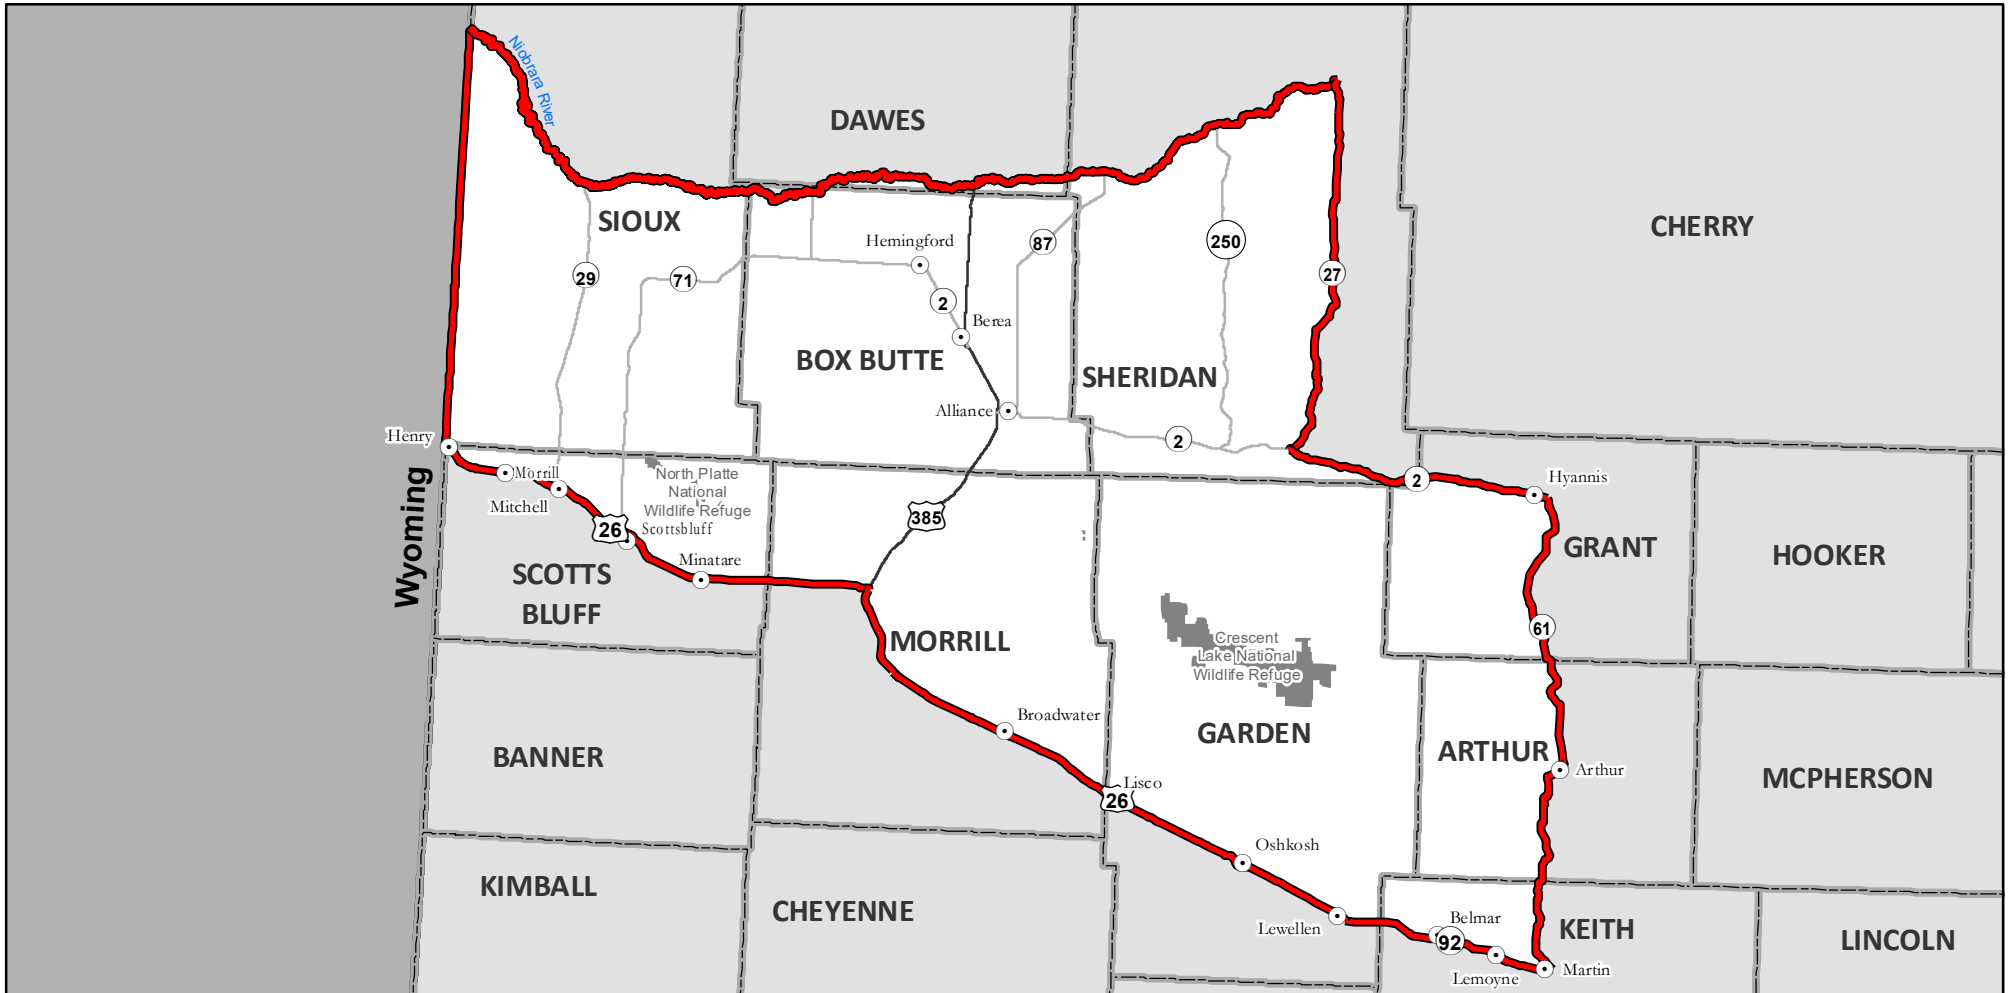 Niobrara River
DAWES
CHERRY
SIOUX
Hemingford
87
250
29
71
27
2
Berea
BOX BUTTE
SHERIDAN
Alliance
2
Henry
Morrill
Mitchell
North Platte
National
Wildlife Refuge
2
Hyannis
Wyoming
26
Scottsbluff
385
Minatare
GRANT
HOOKER
SCOTTS
BLUFF
MORRILL
Crescent
Lake National
Wildlife Refuge
61
Broadwater
GARDEN
ARTHUR
Arthur
BANNER
MCPHERSON
Lisco
26
Oshkosh
KIMBALL
CHEYENNE
Lewellen
Belmar
92
KEITH
LINCOLN
Lemoyne
Martin